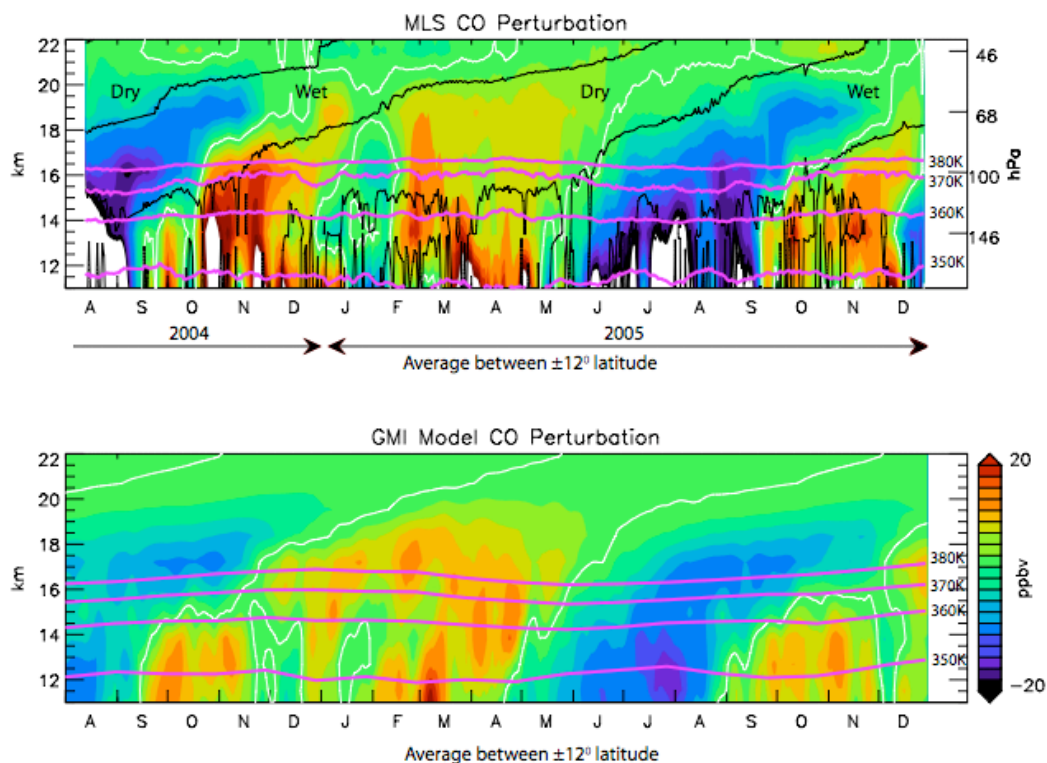 MLS CO Perturbation
22
20
18
16
14
12
km
Dry
Wet
Dry
Wet
46
68
100
146
hPa
380K
370K
360K
350K
A S O N D J F M A M J J A S O N D
2004
2005
Average between ±12⁰ latitude
GMI Model CO Perturbation
22
20
18
16
14
12
km
380K
370K
360K
350K
20
ppbv
−20
A S O N D J F M A M J J A S O N D
Average between ±12⁰ latitude